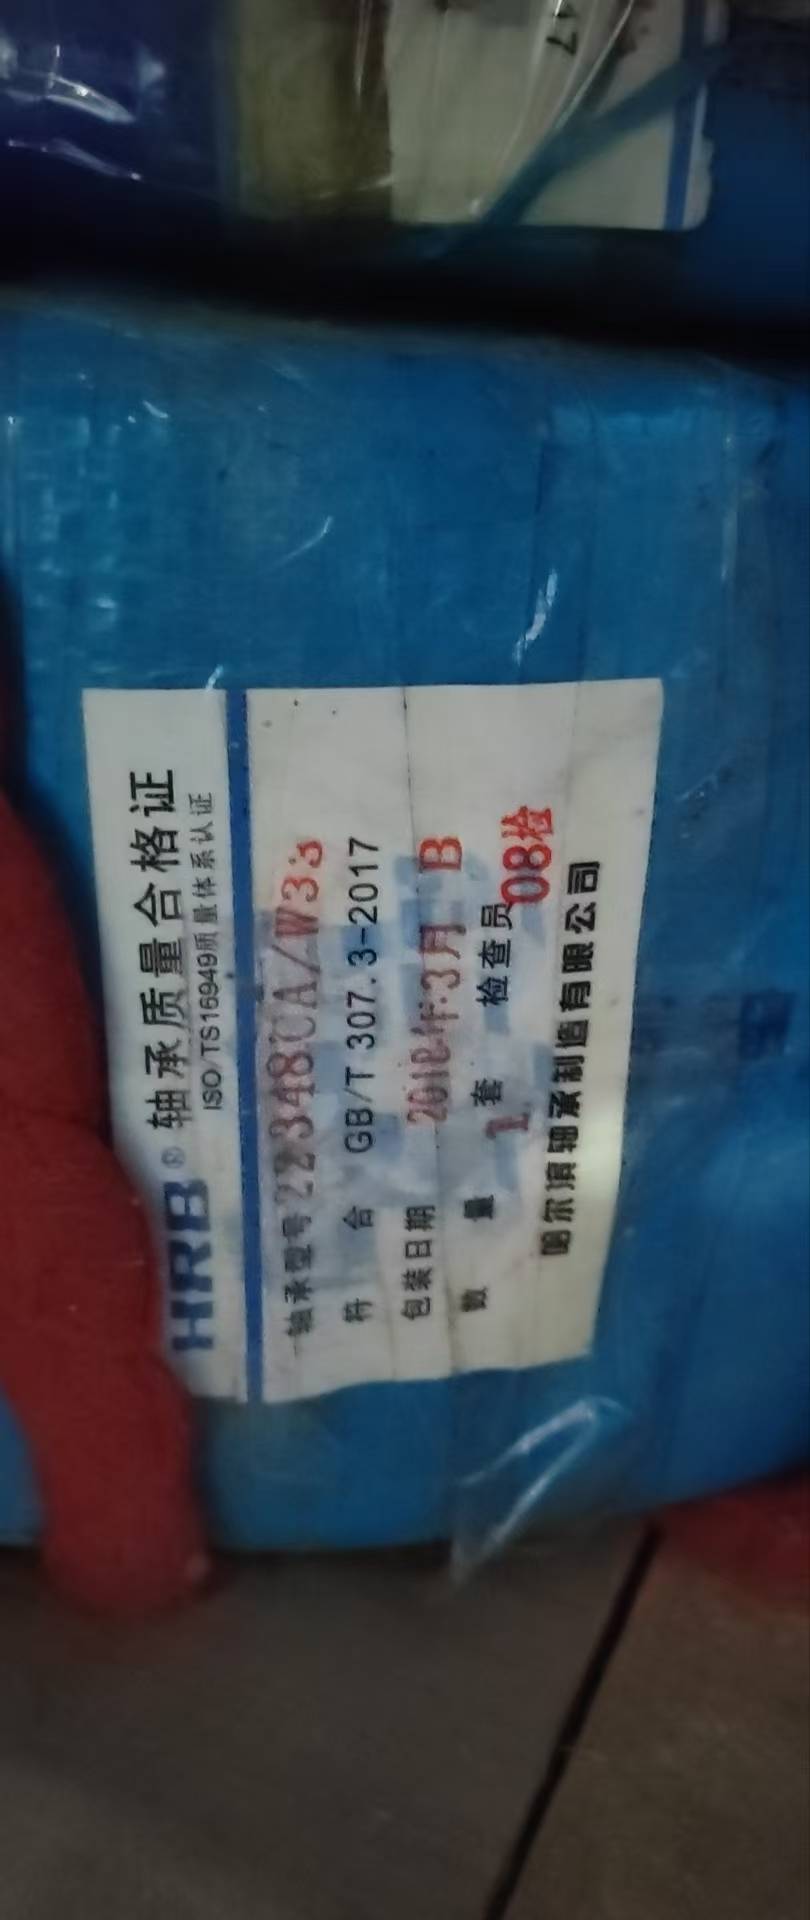 HRB® 轴承质量合格证
ISO/TS16949质量体系认证
轴承型号 22348CA/W33
符 合 GB/T 307.3-2017
包装日期 2018年3月 B
数 量 1 套 检查员 08检
哈尔滨轴承制造有限公司